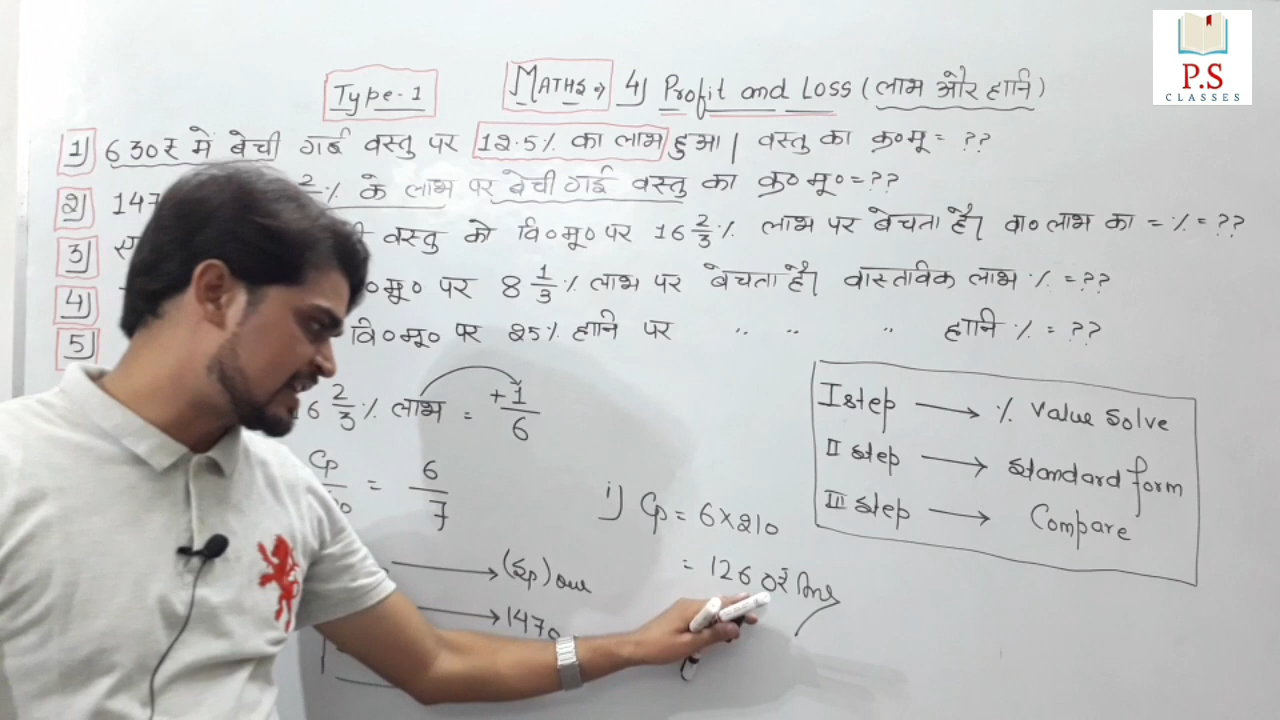 P.S
CLASSES
Type-1
MATHS⇒ 4) Profit and Loss (लाभ और हानि)
1) 630₹ में बेची गई वस्तु पर 12.5% का लाभ हुआ | वस्तु का क्र०मू०= ??
2) 147 2/ % के लाभ पर बेची गई वस्तु का क्र० मू०=??
3) वस्तु को वि०मू० पर 16 2/3 % लाभ पर बेचता है| वा० लाभ का = % = ??
4) ०मू० पर 8 1/3 % लाभ पर बेचता है| वास्तविक लाभ % =??
5) वि०मू० पर 25% हानि पर " " " हानि % = ??
16 2/3 % लाभ = +1/6
Cp = 6/7
(Sp)
1470
i) Cp = 6×210
= 1260₹ Ans
I step → % Value Solve
II step → Standard form
III step → Compare